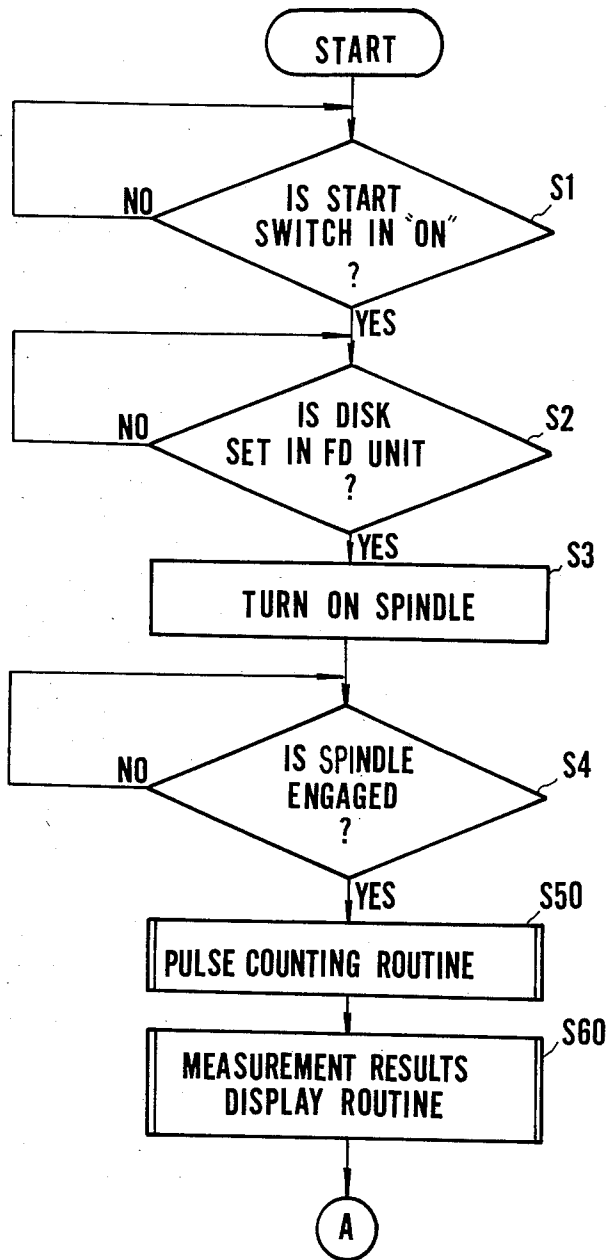 START
IS START
SWITCH IN "ON"
?
S1
NO
YES
IS DISK
SET IN FD UNIT
?
S2
NO
YES
S3
TURN ON SPINDLE
IS SPINDLE
ENGAGED
?
S4
NO
YES
S50
PULSE COUNTING ROUTINE
S60
MEASUREMENT RESULTS
DISPLAY ROUTINE
A